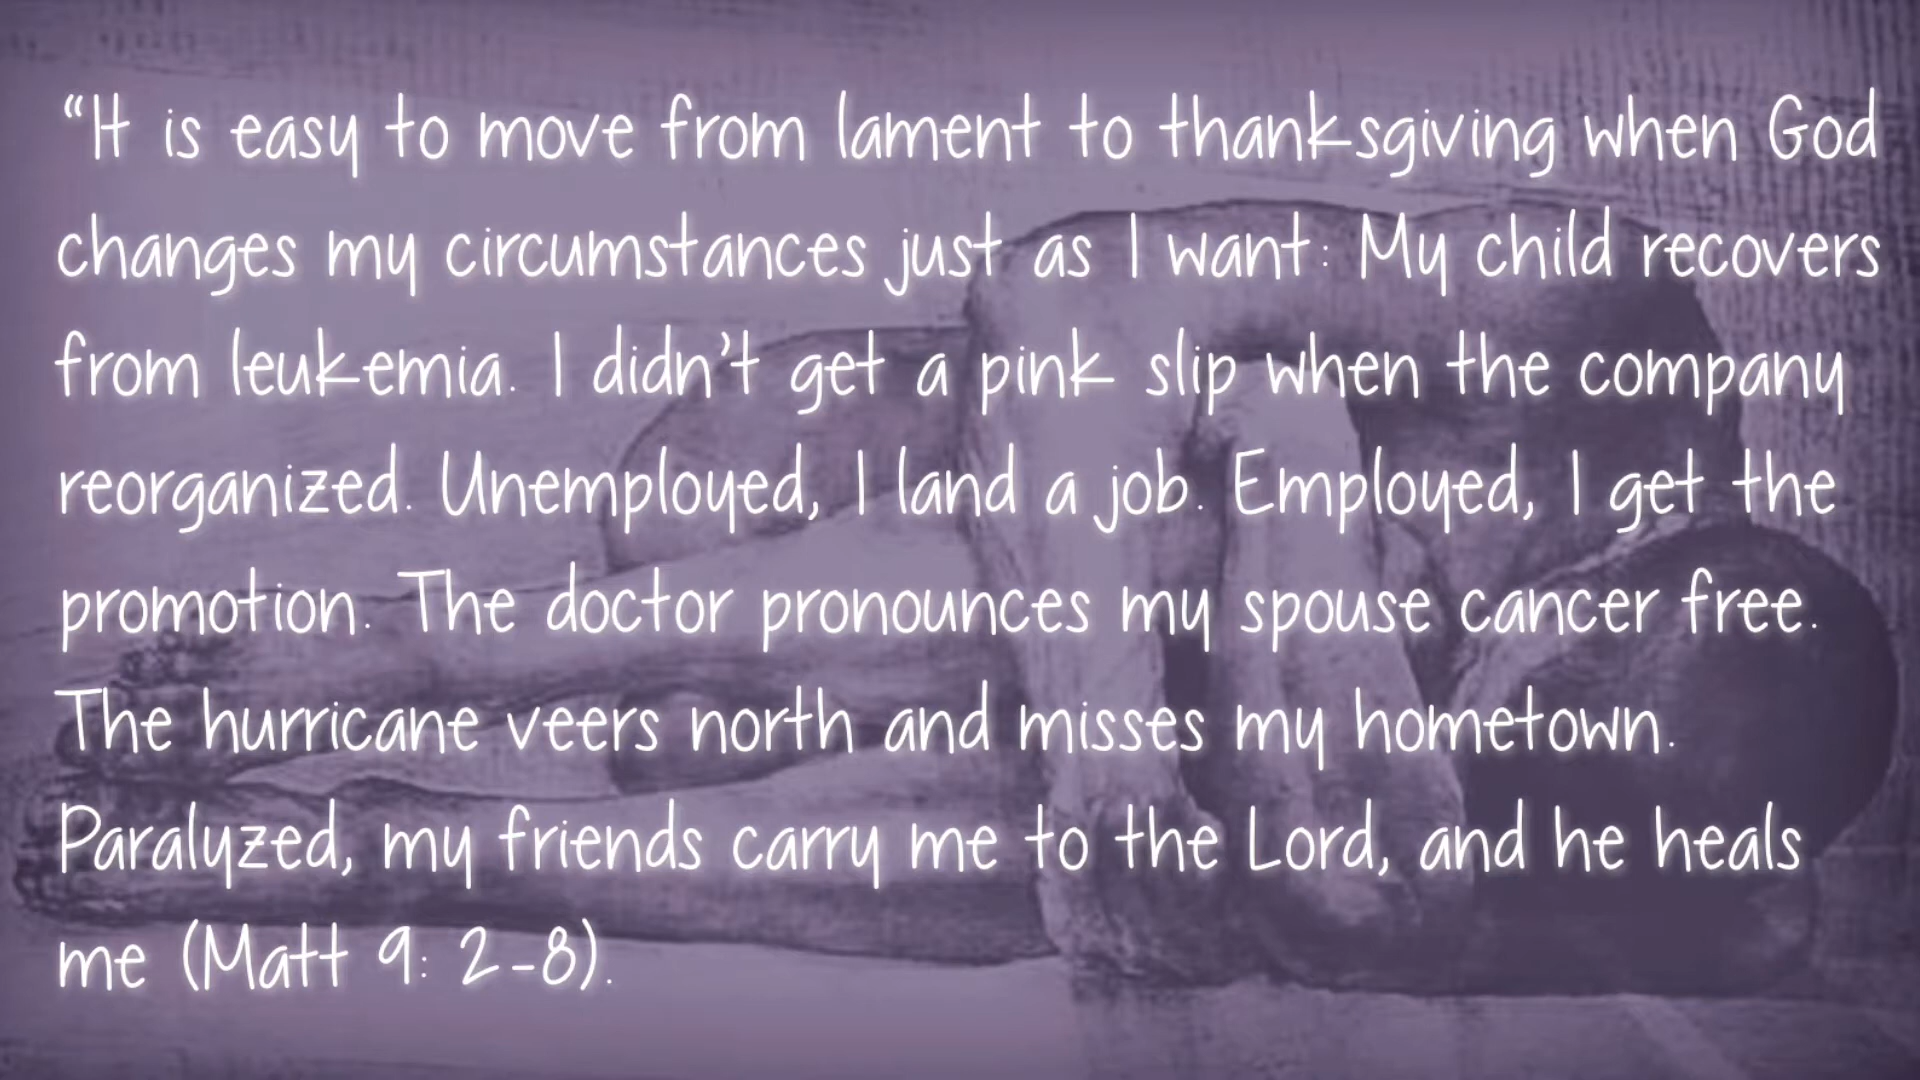 “It is easy to move from lament to thanksgiving when God
changes my circumstances just as I want: My child recovers
from leukemia. I didn’t get a pink slip when the company
reorganized. Unemployed, I land a job. Employed, I get the
promotion. The doctor pronounces my spouse cancer free.
The hurricane veers north and misses my hometown.
Paralyzed, my friends carry me to the Lord, and he heals
me (Matt 9: 2-8).